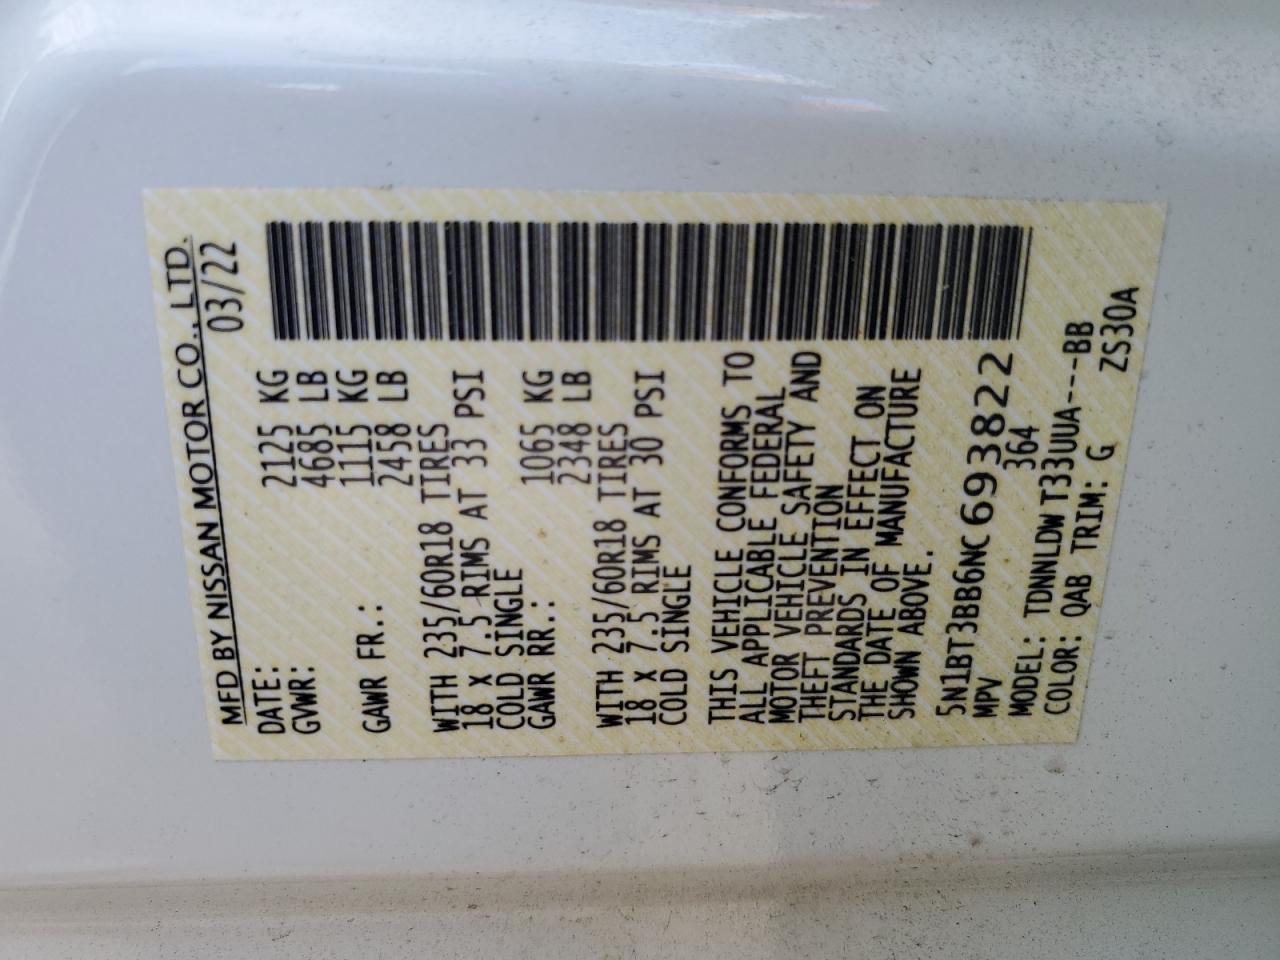 MFD BY NISSAN MOTOR CO., LTD.
DATE: 03/22
GVWR: 2125 KG
4685 LB
GAWR FR.: 1115 KG
2458 LB
WITH 235/60R18 TIRES
18 X 7.5 RIMS AT 33 PSI
COLD SINGLE
GAWR RR.: 1065 KG
2348 LB
WITH 235/60R18 TIRES
18 X 7.5 RIMS AT 30 PSI
COLD SINGLE
THIS VEHICLE CONFORMS TO
ALL APPLICABLE FEDERAL
MOTOR VEHICLE SAFETY AND
THEFT PREVENTION
STANDARDS IN EFFECT ON
THE DATE OF MANUFACTURE
SHOWN ABOVE.
5N1BT3BB6NC693822
MPV 364
MODEL: TDNNLDW T33UUA---BB
COLOR: QAB TRIM: G ZS30A